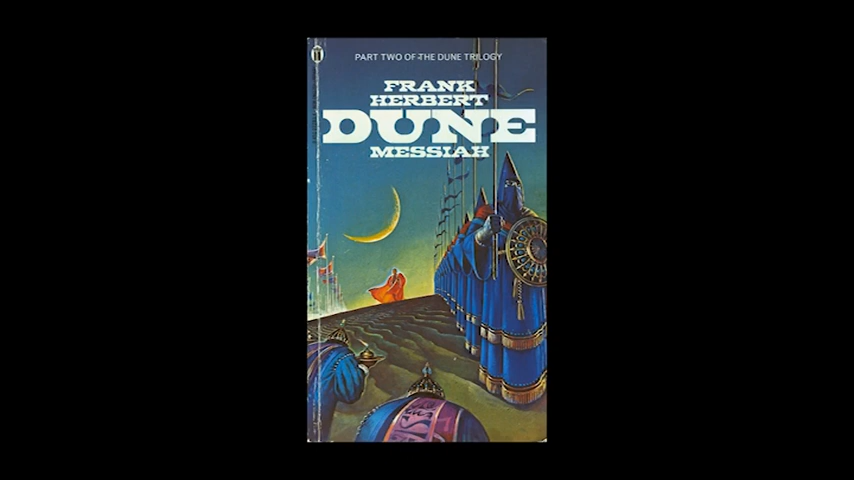 PART TWO OF THE DUNE TRILOGY
FRANK
HERBERT
DUNE
MESSIAH